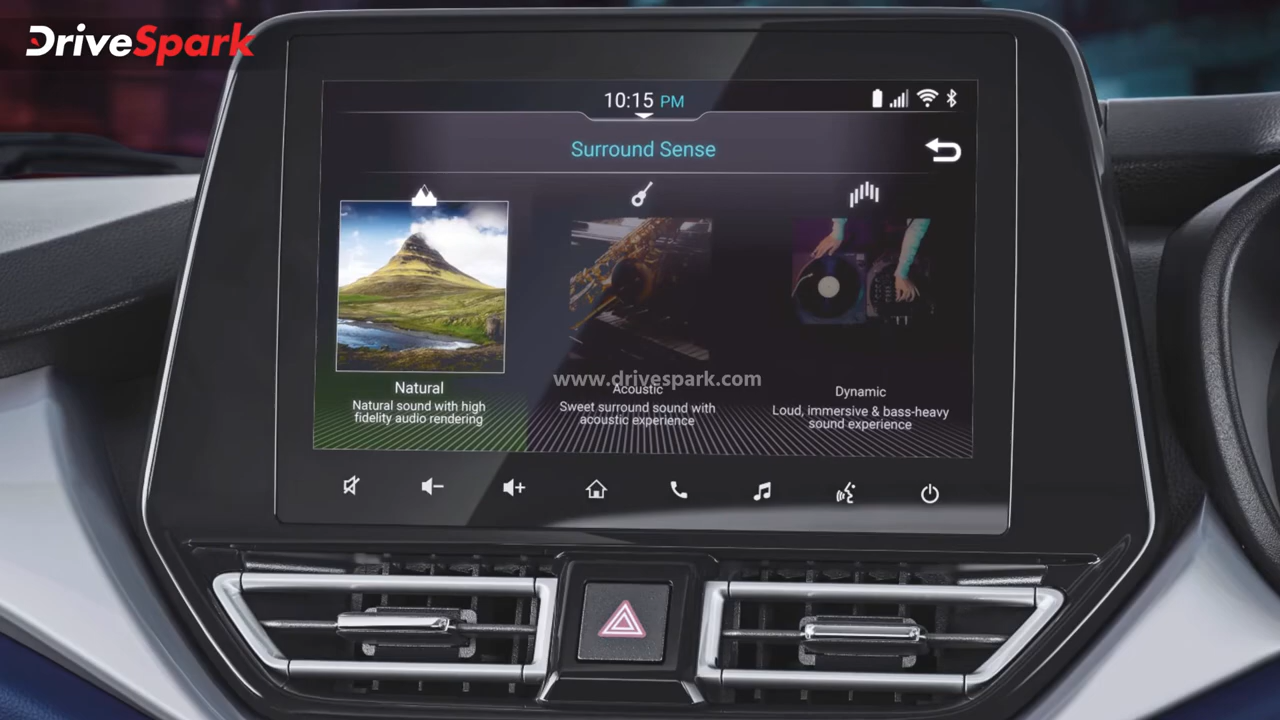 DriveSpark
10:15 PM
Surround Sense
www.drivespark.com
Natural
Natural sound with high
fidelity audio rendering
Acoustic
Sweet surround sound with
acoustic experience
Dynamic
Loud, immersive & bass-heavy
sound experience